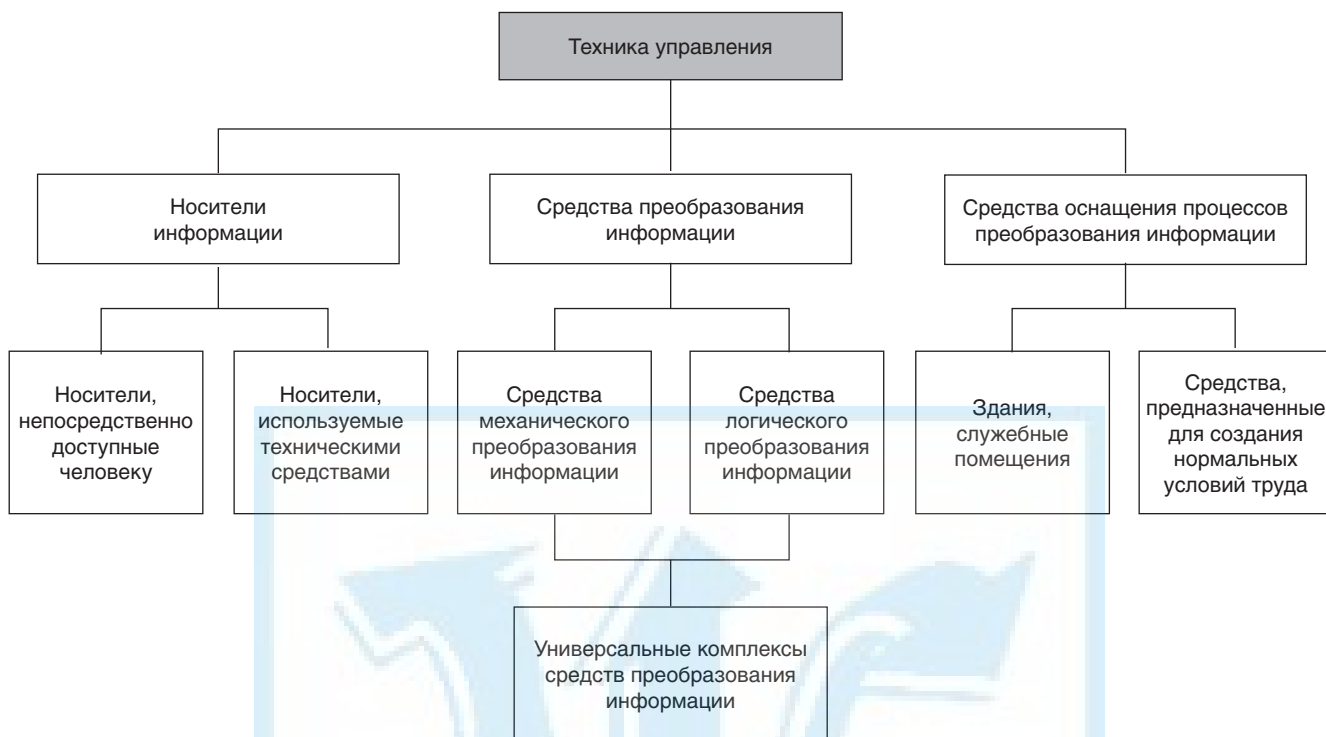 Техника управления
Носители
информации
Средства преобразования
информации
Средства оснащения процессов
преобразования информации
Носители,
непосредственно
доступные
человеку
Носители,
используемые
техническими
средствами
Средства
механического
преобразования
информации
Средства
логического
преобразования
информации
Здания,
служебные
помещения
Средства,
предназначенные
для создания
нормальных
условий труда
Универсальные комплексы
средств преобразования
информации